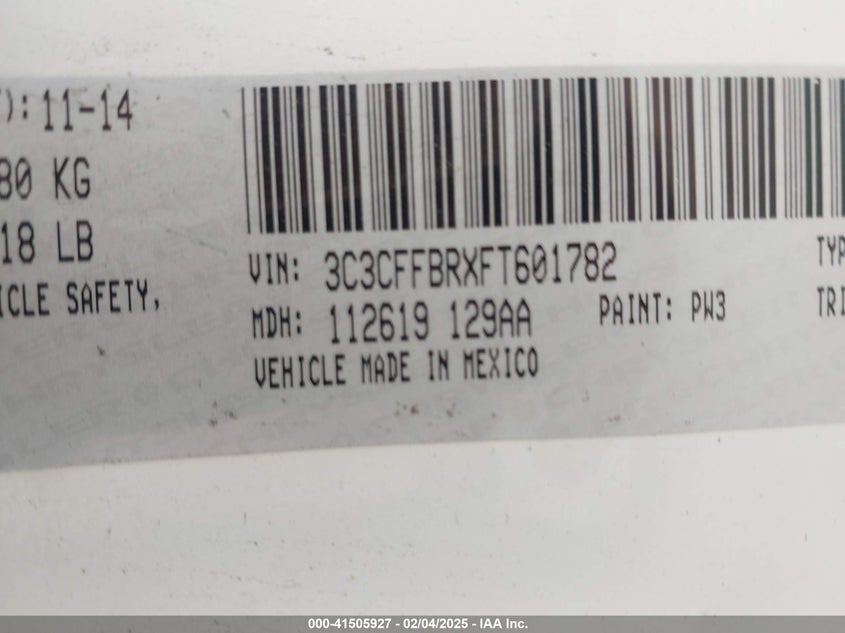 ): 11-14
80 KG
18 LB
ICLE SAFETY,
VIN: 3C3CFFBRXFT601782
TYP
MDH: 112619 129AA PAINT: PW3
TRI
VEHICLE MADE IN MEXICO
000-41505927 - 02/04/2025 - IAA Inc.